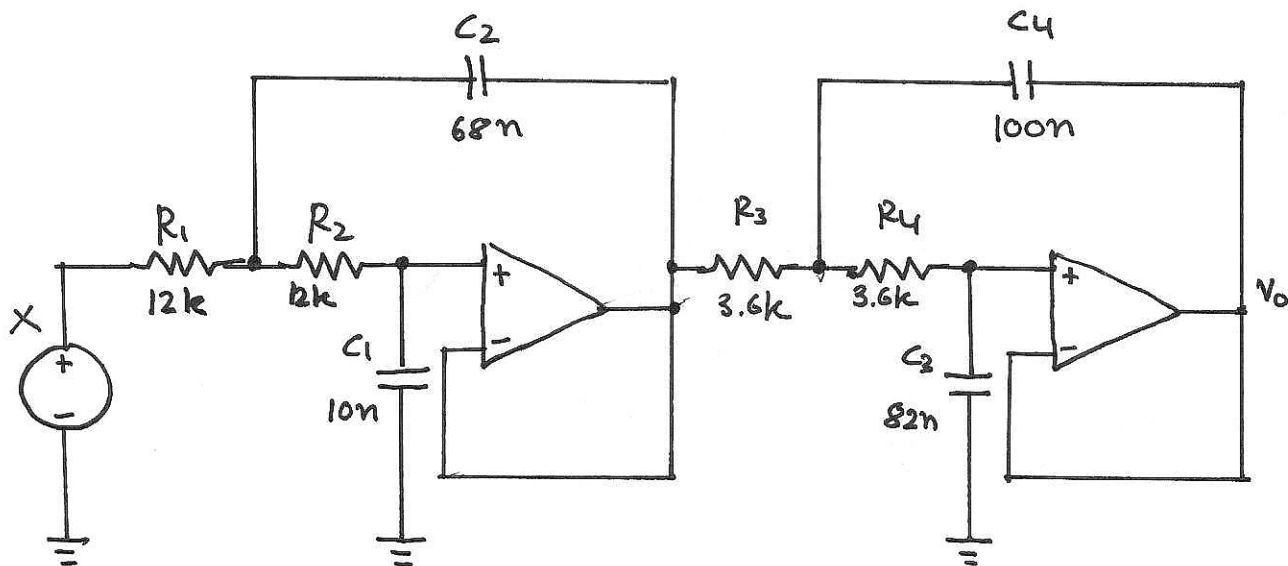 C2
68n
C4
100n
R1
12k
R2
12k
C1
10n
+
-
R3
3.6k
R4
3.6k
C3
82n
+
-
Vo
X
+
-